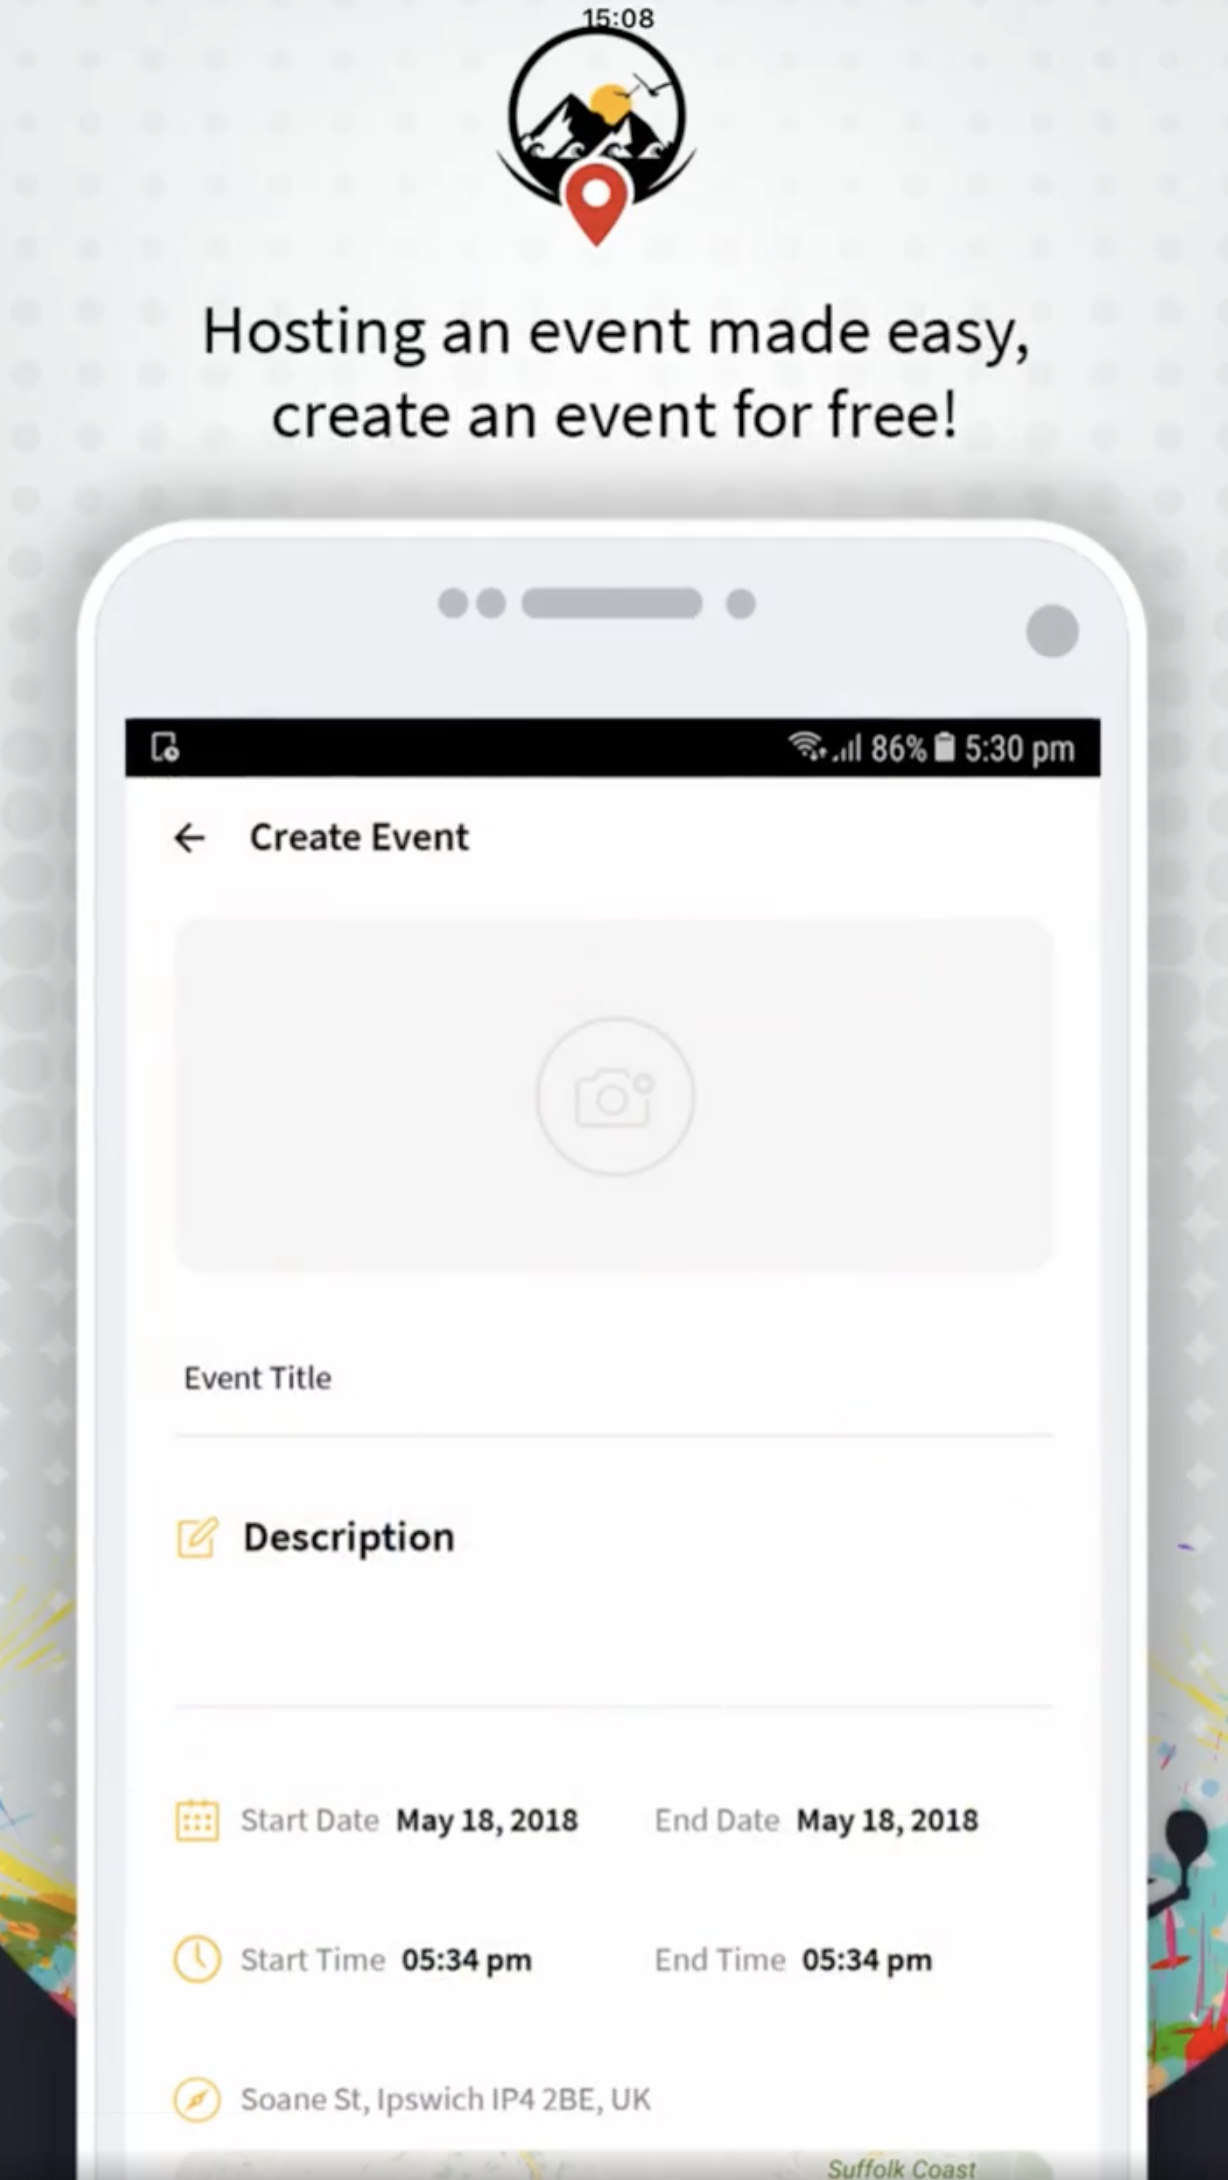 15:08
Hosting an event made easy,
create an event for free!
86% 5:30 pm
Create Event
Event Title
Description
Start Date May 18, 2018 End Date May 18, 2018
Start Time 05:34 pm End Time 05:34 pm
Soane St, Ipswich IP4 2BE, UK
Suffolk Coast